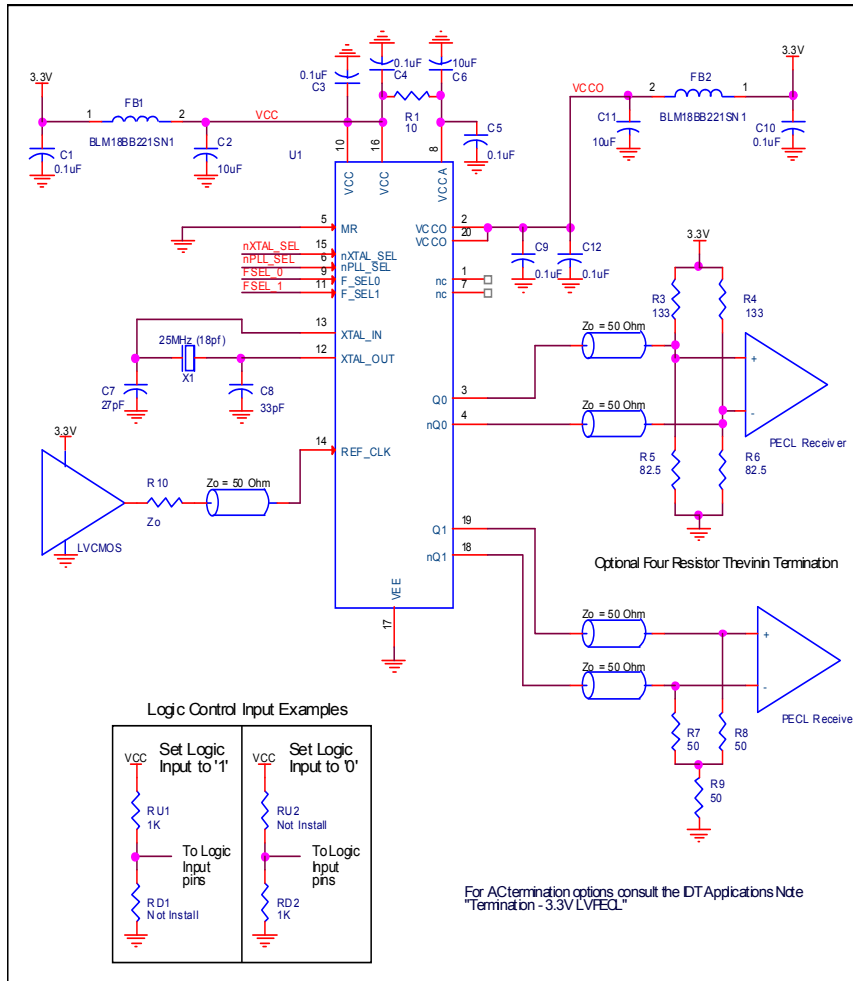 3.3V
FB1
1
2
BLM18BB221SN1
VCC
C1
0.1uF
C2
10uF
0.1uF
C3
0.1uF
C4
10uF
C6
R1
10
C5
0.1uF
VCCO
FB2
2
1
BLM18BB221SN1
3.3V
C11
10uF
C10
0.1uF
U1
10
16
8
VCC
VCC
VCCA
5
MR
nXTAL_SEL
15
nXTAL_SEL
nPLL_SEL
6
nPLL_SEL
FSEL_0
9
F_SEL0
FSEL_1
11
F_SEL1
13
XTAL_IN
12
XTAL_OUT
25MHz (18pf)
X1
C7
27pF
C8
33pF
14
REF_CLK
3.3V
R10
Zo
Zo = 50 Ohm
LVCMOS
VEE
17
2
VCCO
20
VCCO
C9
0.1uF
C12
0.1uF
1
nc
7
nc
3
Q0
4
nQ0
19
Q1
18
nQ1
3.3V
R3
133
R4
133
Zo = 50 Ohm
Zo = 50 Ohm
+
-
PECL Receiver
R5
82.5
R6
82.5
Optional Four Resistor Thevinin Termination
Zo = 50 Ohm
Zo = 50 Ohm
+
-
PECL Receive
R7
50
R8
50
R9
50
Logic Control Input Examples
Set Logic
Input to '1'
VCC
RU1
1K
To Logic
Input
pins
RD1
Not Install
Set Logic
Input to '0'
VCC
RU2
Not Install
To Logic
Input
pins
RD2
1K
For AC termination options consult the IDT Applications Note
"Termination - 3.3V LVPECL"